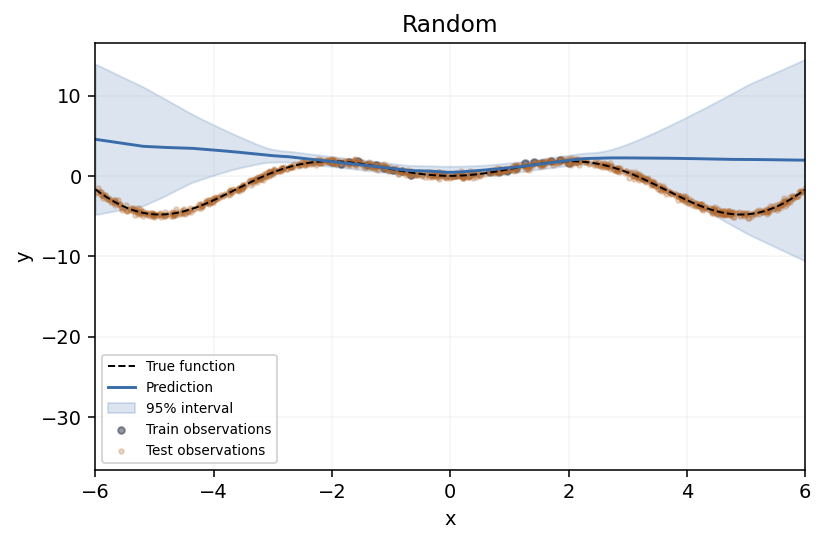 Random
10
0
−10
−20
−30
y
True function
Prediction
95% interval
Train observations
Test observations
−6
−4
−2
0
2
4
6
x